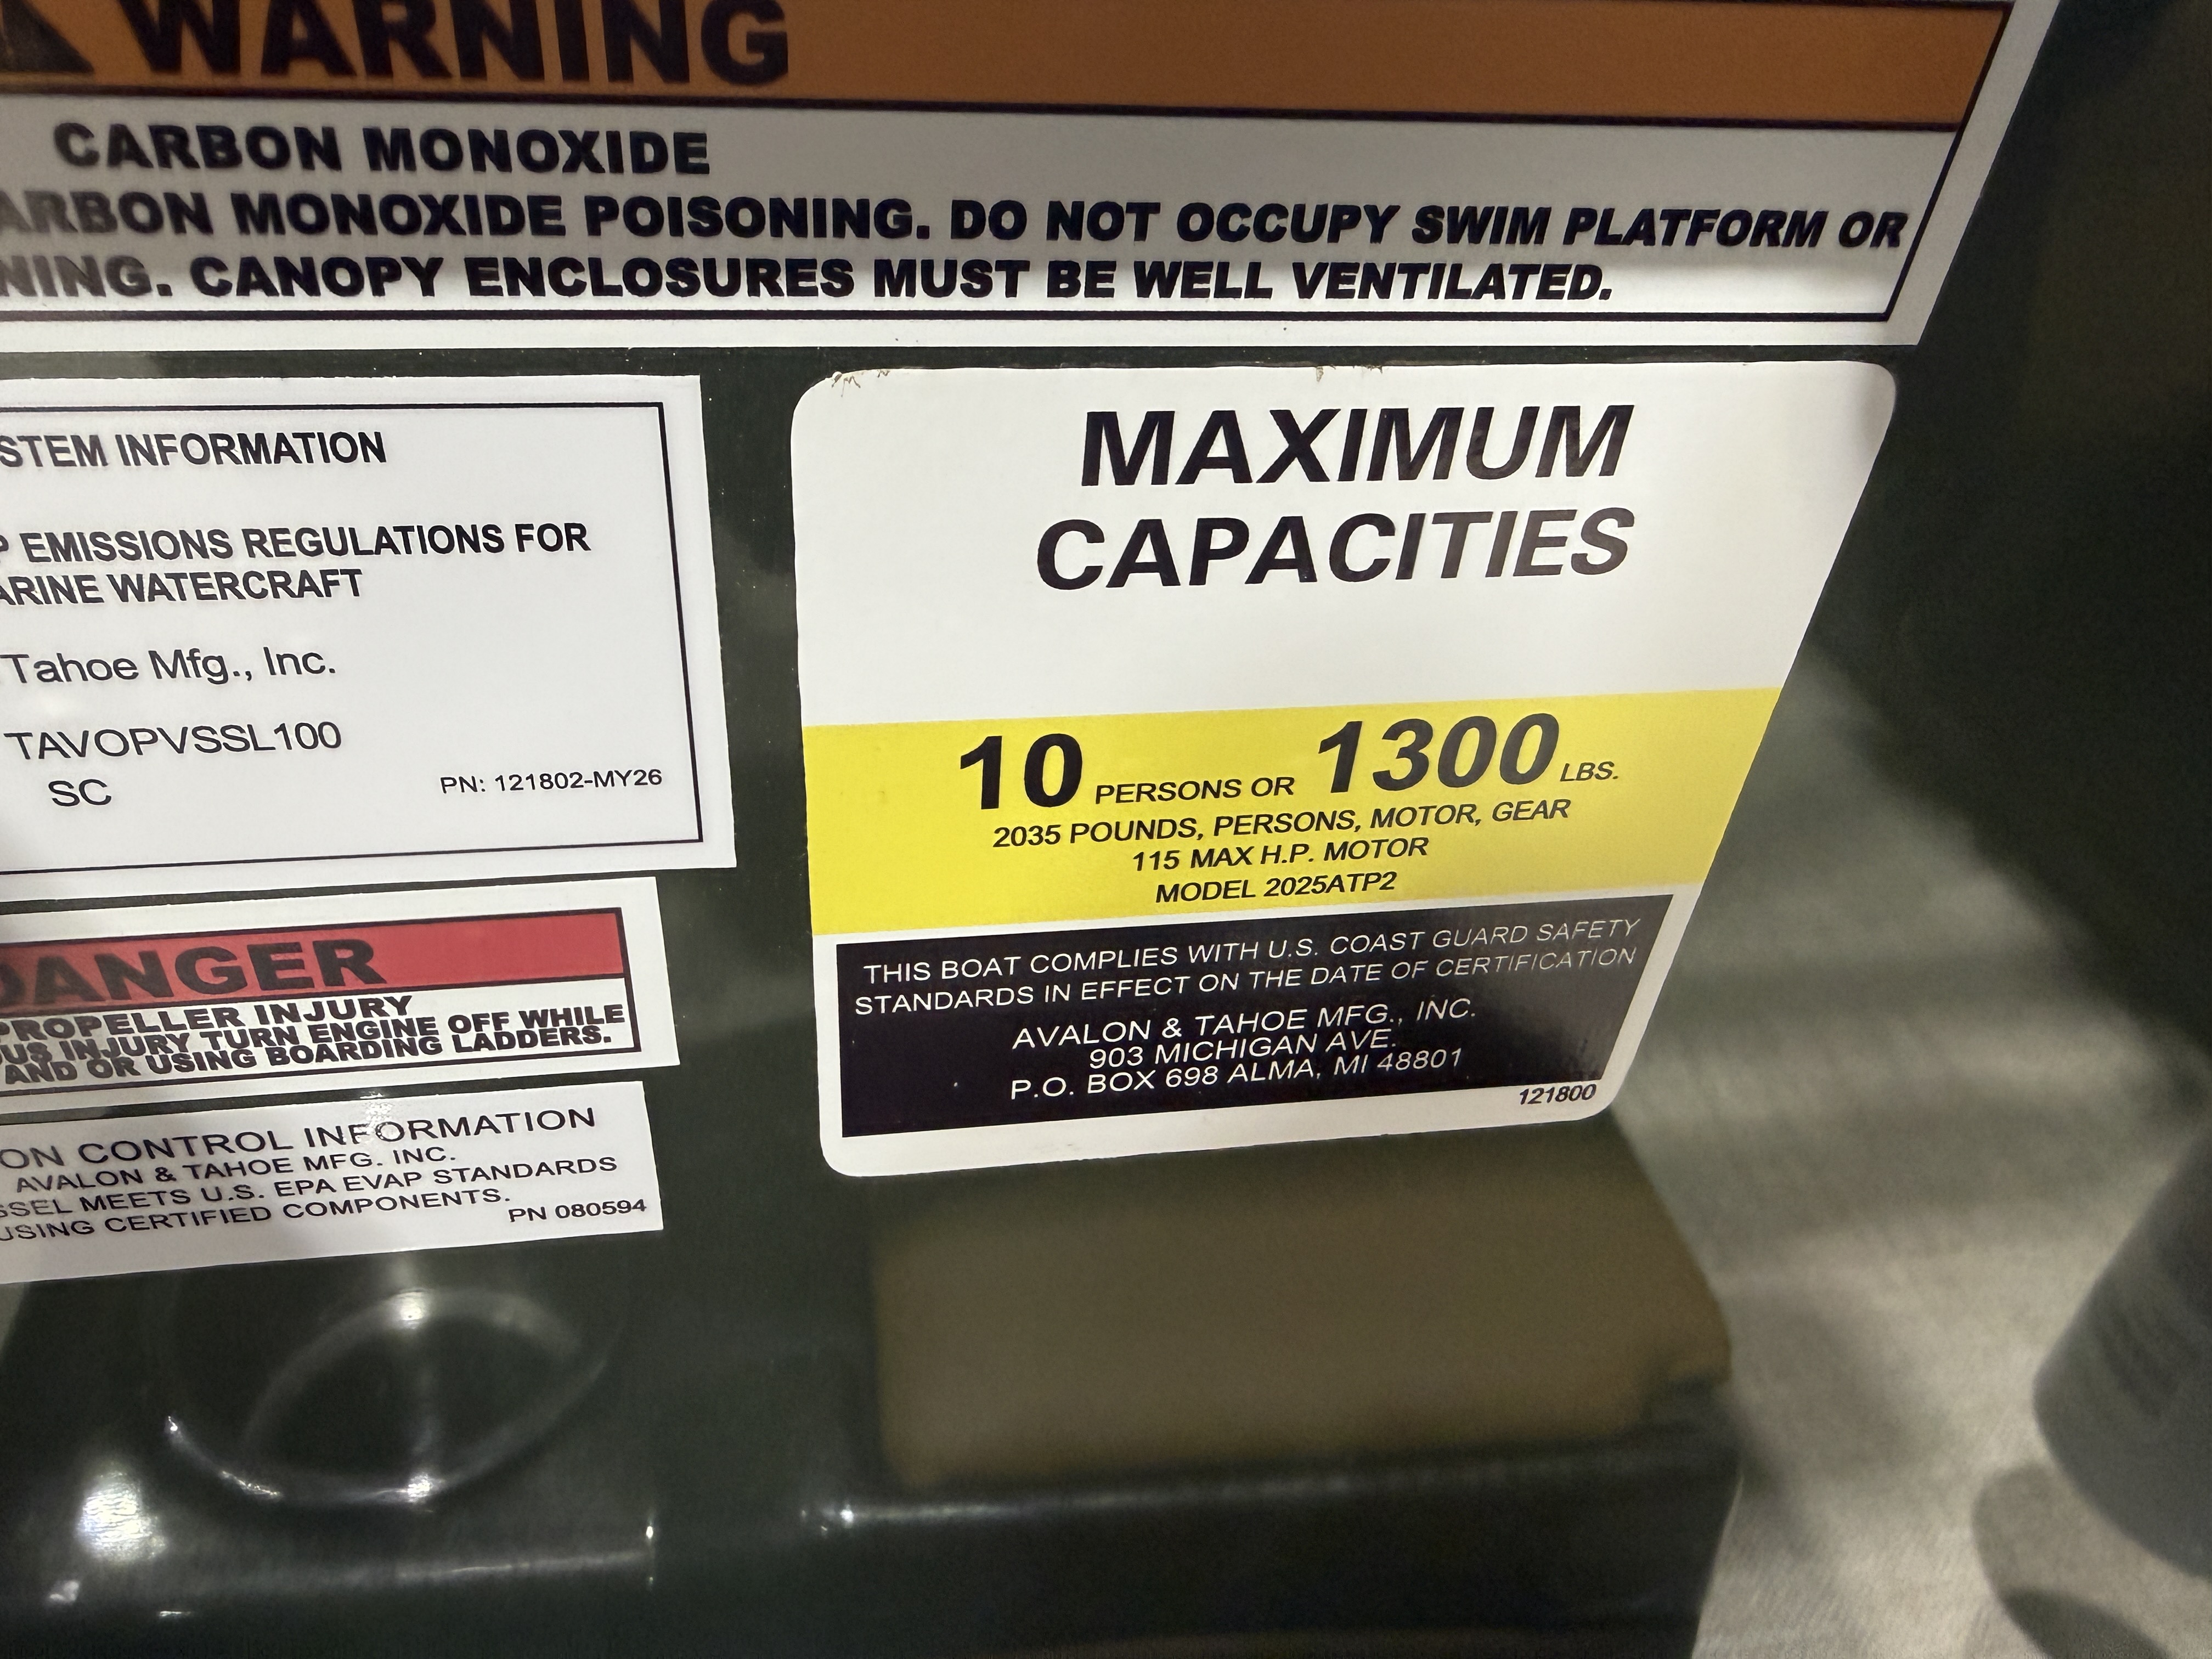 WARNING
CARBON MONOXIDE
ARBON MONOXIDE POISONING. DO NOT OCCUPY SWIM PLATFORM OR
NING. CANOPY ENCLOSURES MUST BE WELL VENTILATED.
STEM INFORMATION
P EMISSIONS REGULATIONS FOR
ARINE WATERCRAFT
Tahoe Mfg., Inc.
TAVOPVSSL100
SC
PN: 121802-MY26
DANGER
PROPELLER INJURY
US INJURY TURN ENGINE OFF WHILE
AND OR USING BOARDING LADDERS.
ON CONTROL INFORMATION
AVALON & TAHOE MFG. INC.
SSEL MEETS U.S. EPA EVAP STANDARDS
USING CERTIFIED COMPONENTS.
PN 080594
MAXIMUM
CAPACITIES
10 PERSONS OR 1300 LBS.
2035 POUNDS, PERSONS, MOTOR, GEAR
115 MAX H.P. MOTOR
MODEL 2025ATP2
THIS BOAT COMPLIES WITH U.S. COAST GUARD SAFETY
STANDARDS IN EFFECT ON THE DATE OF CERTIFICATION
AVALON & TAHOE MFG., INC.
903 MICHIGAN AVE.
P.O. BOX 698 ALMA, MI 48801
121800